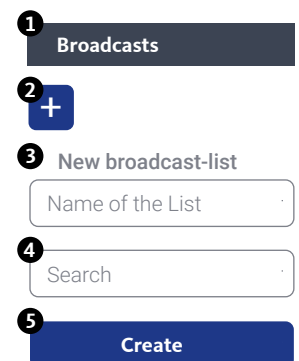 1
Broadcasts
2
+
3 New broadcast-list
Name of the List
4
Search
5
Create